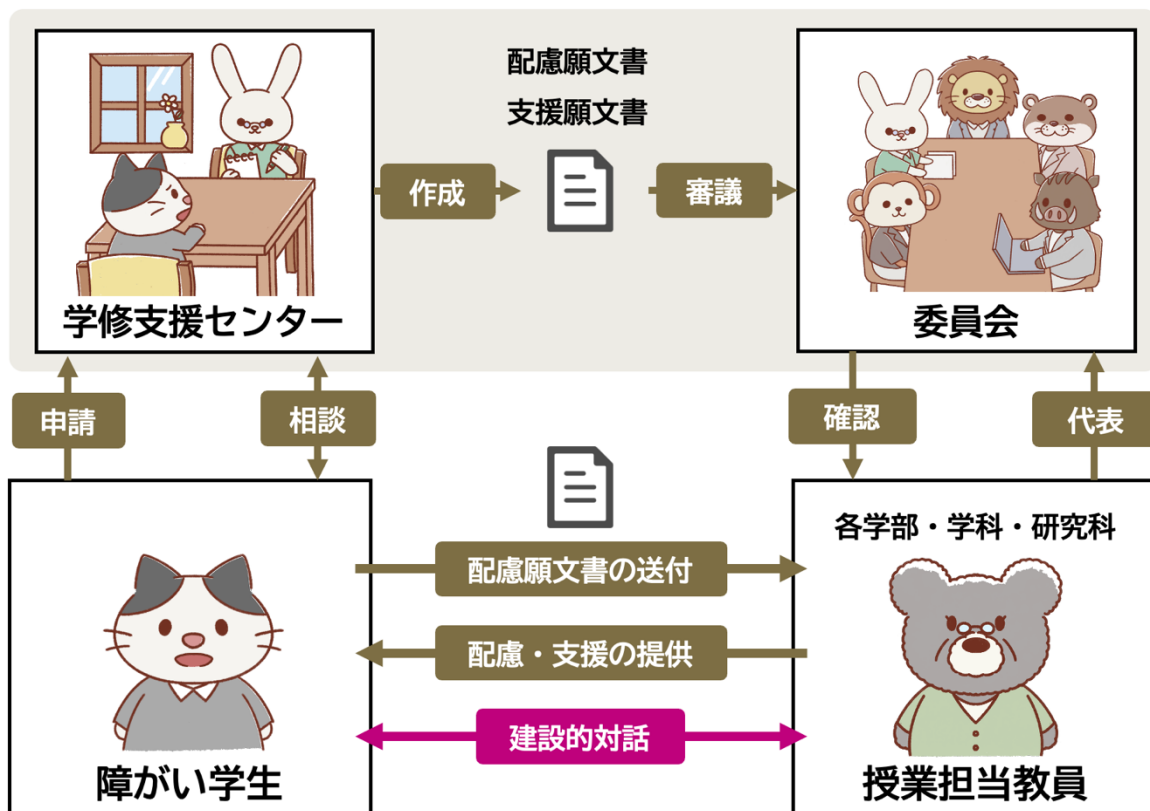 配慮願文書
支援願文書
作成
審議
学修支援センター
委員会
申請
相談
確認
代表
各学部・学科・研究科
配慮願文書の送付
配慮・支援の提供
建設的対話
障がい学生
授業担当教員